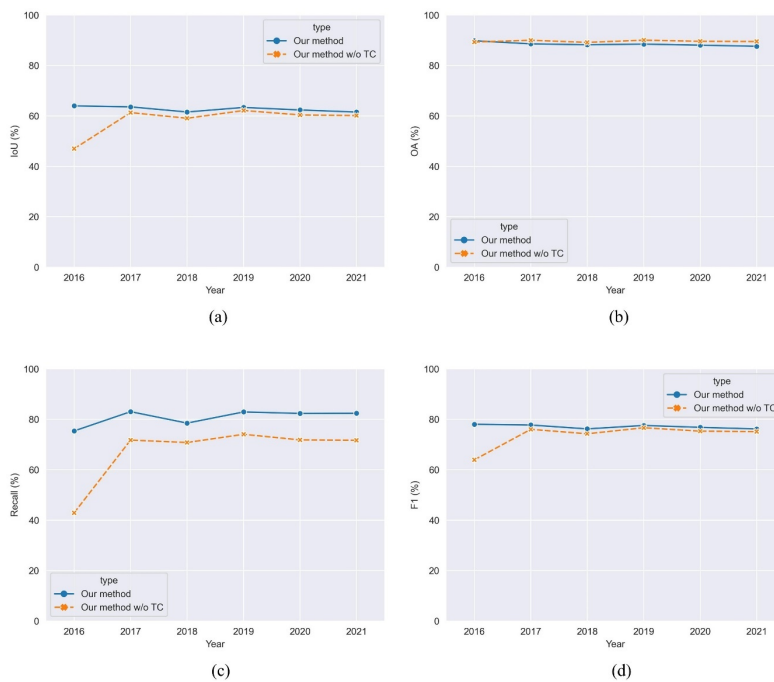 100
80
60
40
20
0
IoU (%)
type
Our method
Our method w/o TC
2016 2017 2018 2019 2020 2021
Year
(a)
100
80
60
40
20
0
OA (%)
type
Our method
Our method w/o TC
2016 2017 2018 2019 2020 2021
Year
(b)
100
80
60
40
20
0
Recall (%)
type
Our method
Our method w/o TC
2016 2017 2018 2019 2020 2021
Year
(c)
100
80
60
40
20
0
F1 (%)
type
Our method
Our method w/o TC
2016 2017 2018 2019 2020 2021
Year
(d)